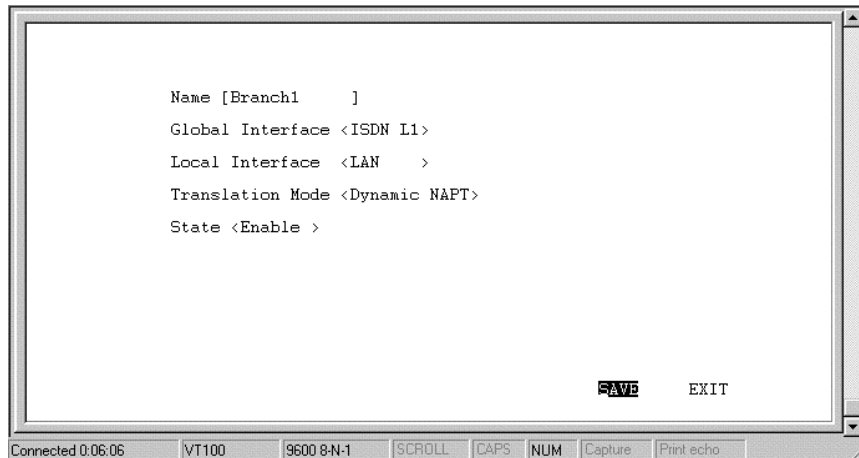 Name [Branch1      ]
Global Interface <ISDN L1>
Local Interface  <LAN     >
Translation Mode <Dynamic NAPT>
State <Enable >
SAVE EXIT
Connected 0:06:06 VT100 9600 8-N-1 SCROLL CAPS NUM Capture Print echo